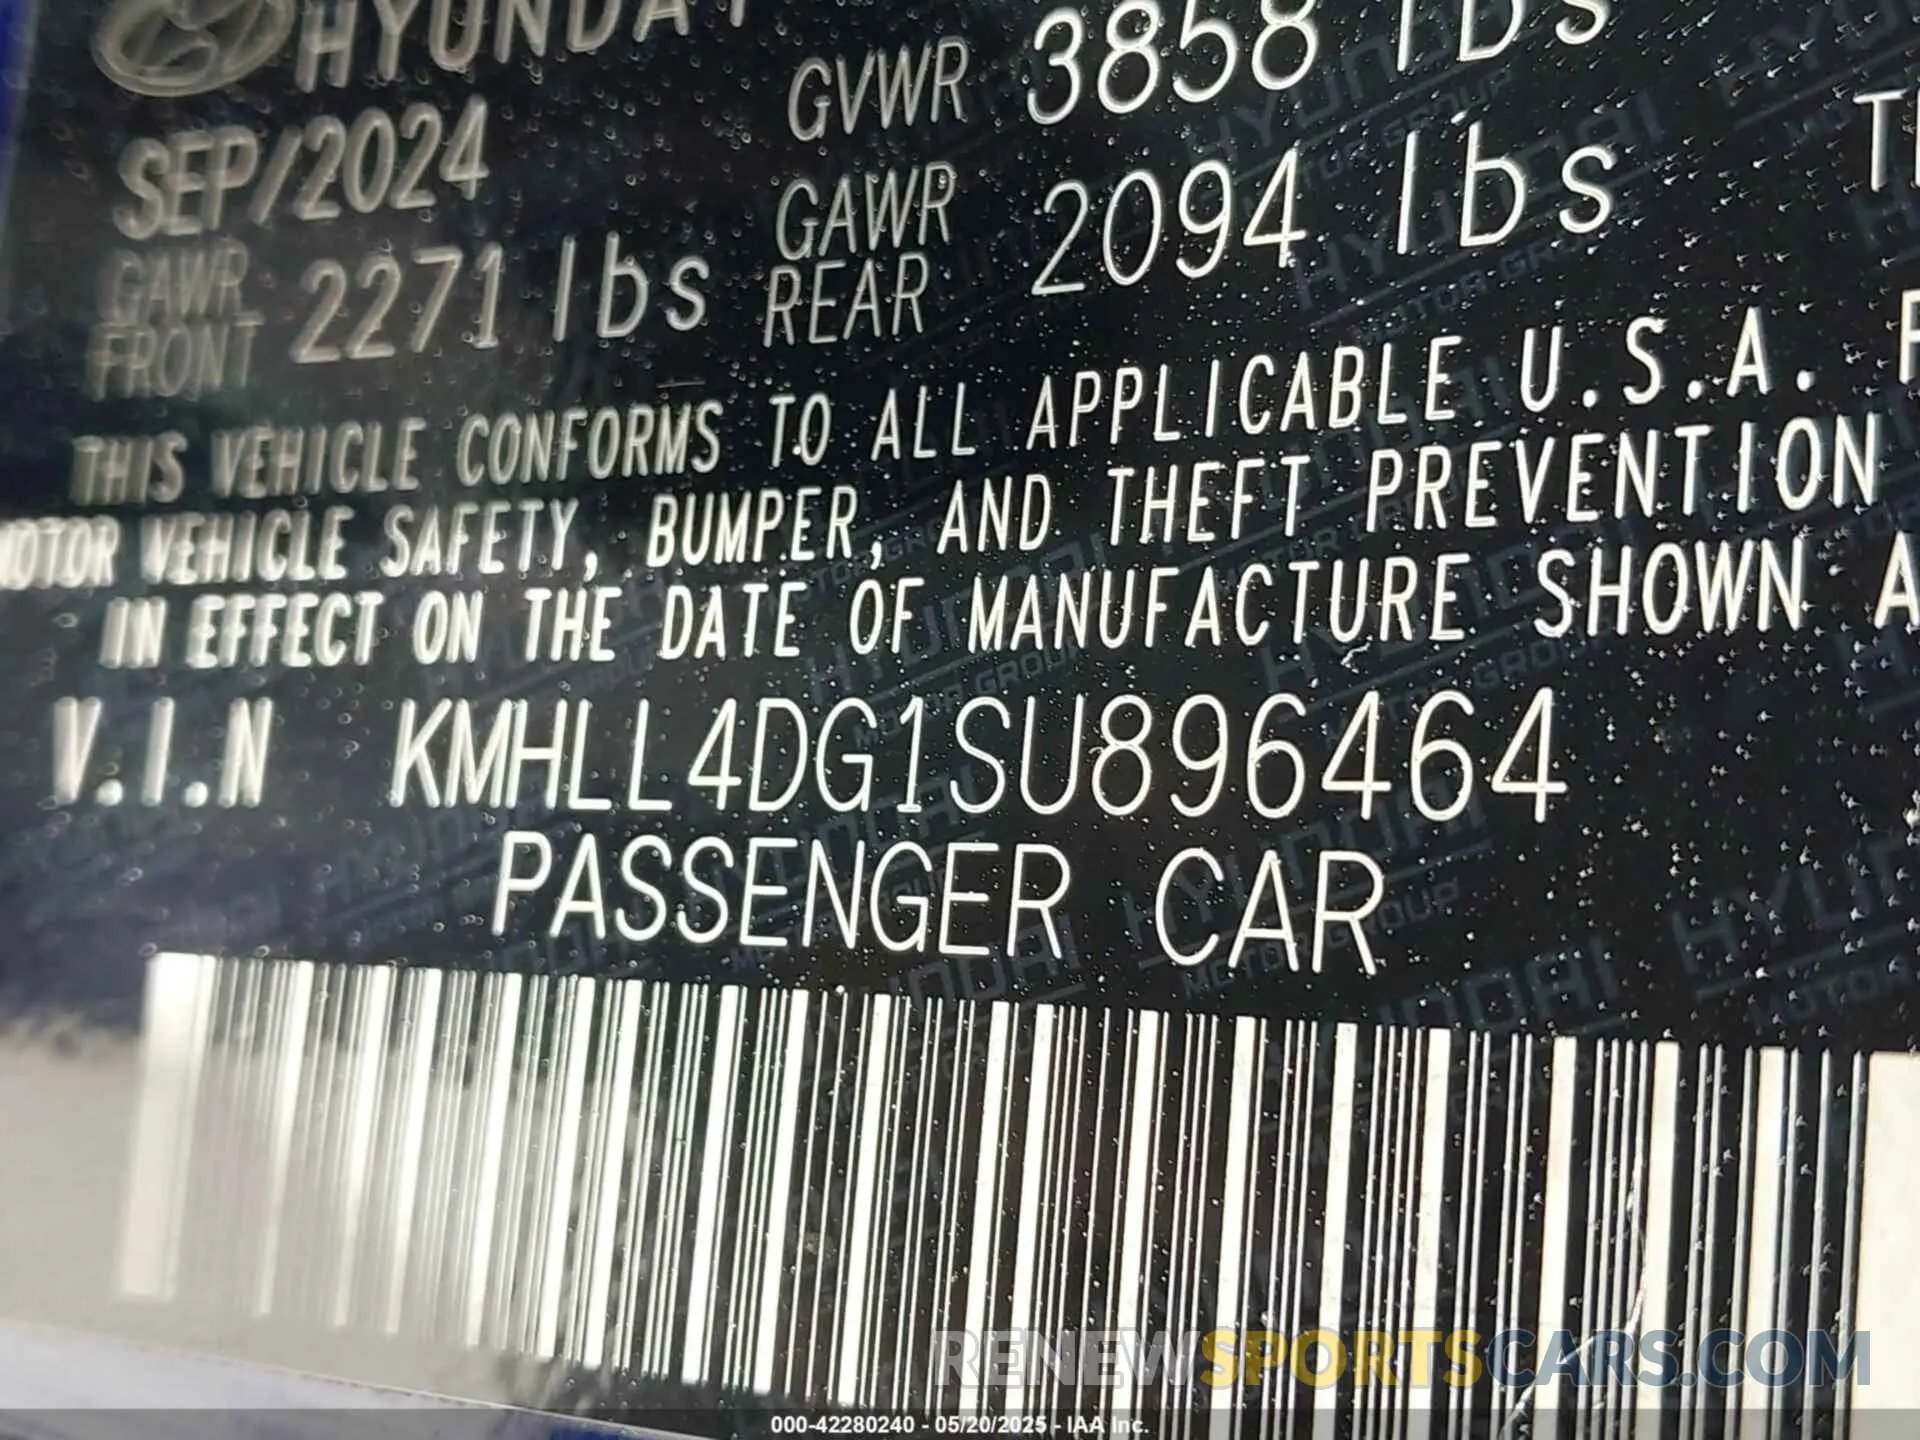 HYUNDAI
SEP/2024 GVWR 3858 lbs
GAWR FRONT 2271 lbs GAWR REAR 2094 lbs
THIS VEHICLE CONFORMS TO ALL APPLICABLE U.S.A.
MOTOR VEHICLE SAFETY, BUMPER, AND THEFT PREVENTION
IN EFFECT ON THE DATE OF MANUFACTURE SHOWN A
V.I.N KMHLL4DG1SU896464
PASSENGER CAR
RENEWSPORTSCARS.COM
000-42280240 - 05/20/2025 - IAA Inc.